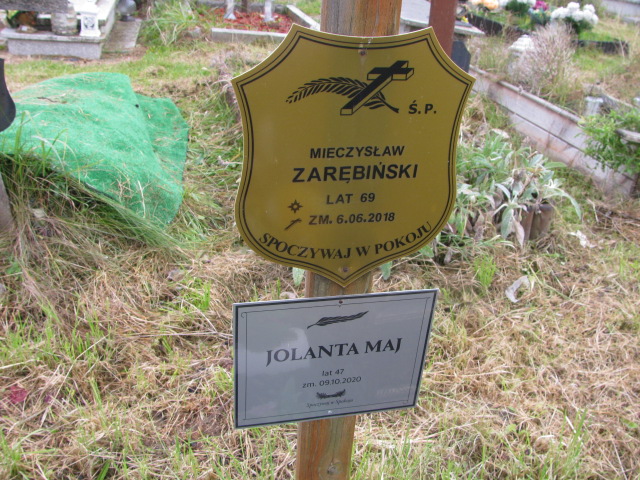 Ś.P.
MIECZYSŁAW
ZARĘBIŃSKI
LAT 69
ZM. 6.06.2018
SPOCZYWAJ W POKOJU
JOLANTA MAJ
lat 47
zm. 09.10.2020